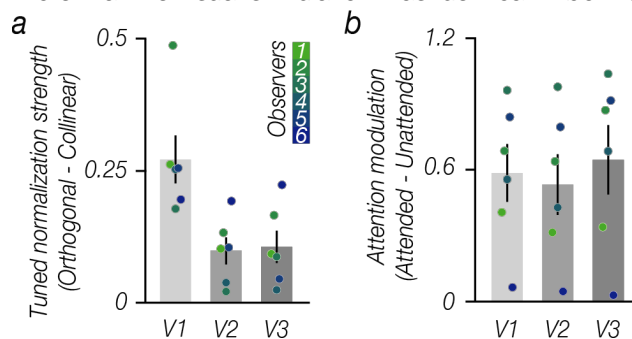 a
b
Tuned normalization strength
(Orthogonal - Collinear)
0.5
0.25
0
Observers
1
2
3
4
5
6
V1
V2
V3
Attention modulation
(Attended - Unattended)
1.2
0.6
0
V1
V2
V3